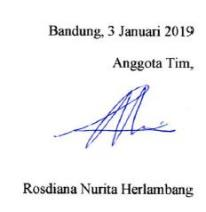 Bandung, 3 Januari 2019
Anggota Tim,
Rosdiana Nurita Herlambang